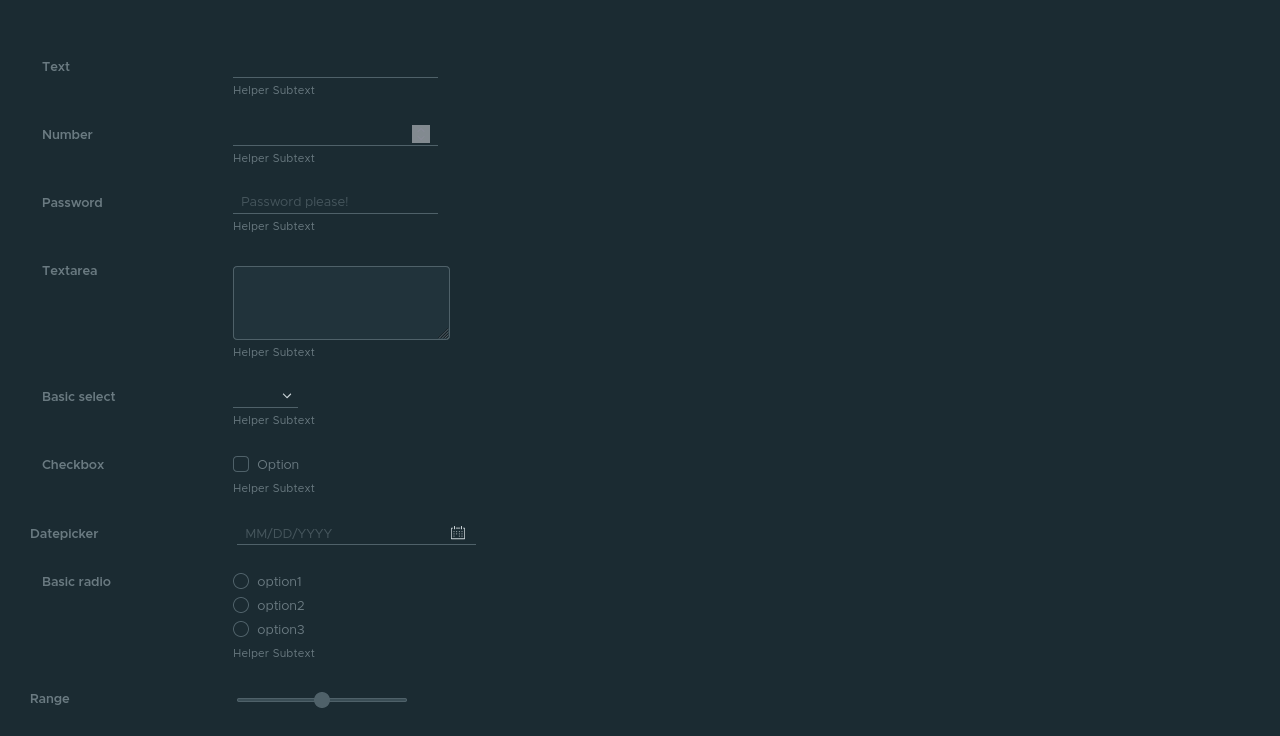 Text
Helper Subtext
Number
Helper Subtext
Password Password please!
Helper Subtext
Textarea
Helper Subtext
Basic select
Helper Subtext
Checkbox Option
Helper Subtext
Datepicker MM/DD/YYYY
Basic radio option1
option2
option3
Helper Subtext
Range